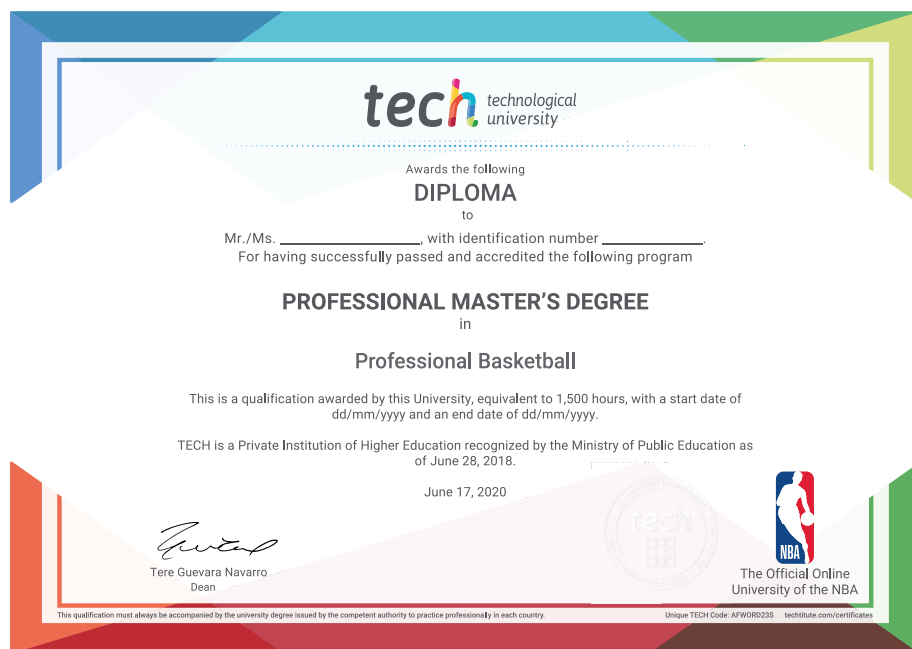 tech technological
university
Awards the following
DIPLOMA
to
Mr./Ms. ________________, with identification number ____________.
For having successfully passed and accredited the following program
PROFESSIONAL MASTER'S DEGREE
in
Professional Basketball
This is a qualification awarded by this University, equivalent to 1,500 hours, with a start date of
dd/mm/yyyy and an end date of dd/mm/yyyy.
TECH is a Private Institution of Higher Education recognized by the Ministry of Public Education as
of June 28, 2018.
June 17, 2020
tech
NBA
Tere Guevara Navarro
Dean
The Official Online
University of the NBA
This qualification must always be accompanied by the university degree issued by the competent authority to practice professionally in each country.
Unique TECH Code: AFWORD23S techtitute.com/certificates